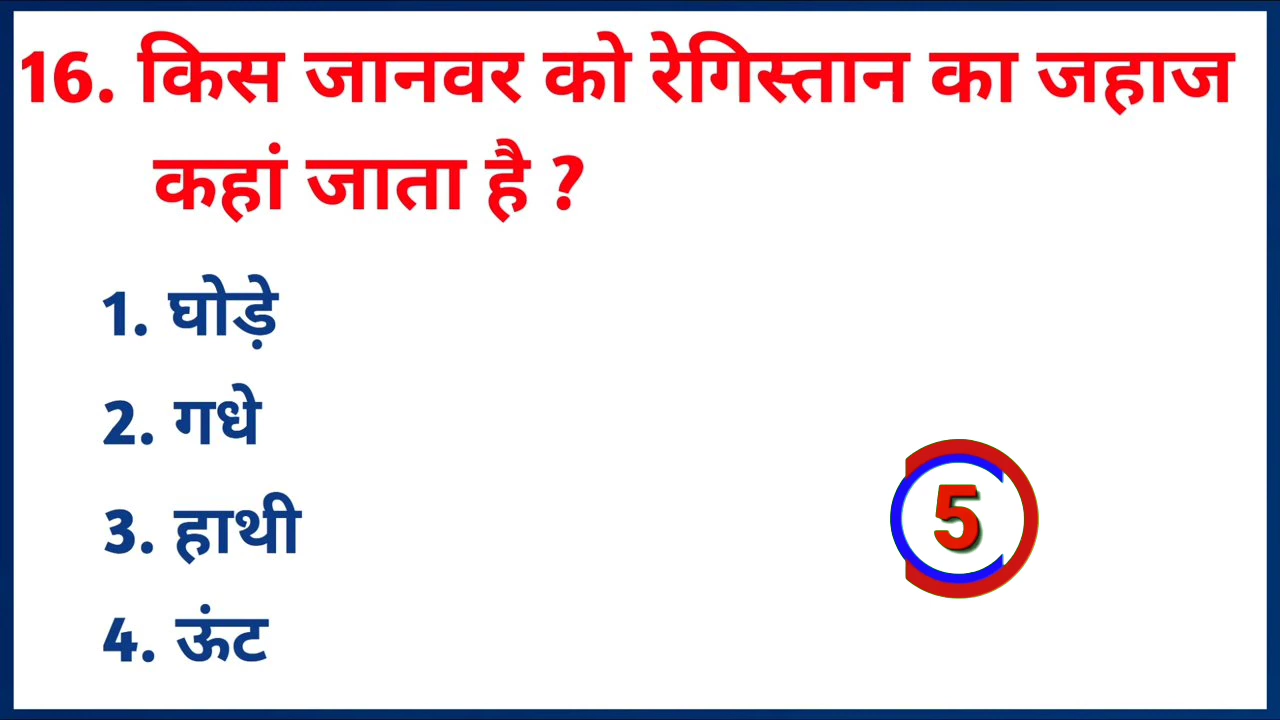 16. किस जानवर को रेगिस्तान का जहाज
कहां जाता है ?
1. घोड़े
2. गधे
3. हाथी
4. ऊंट
5